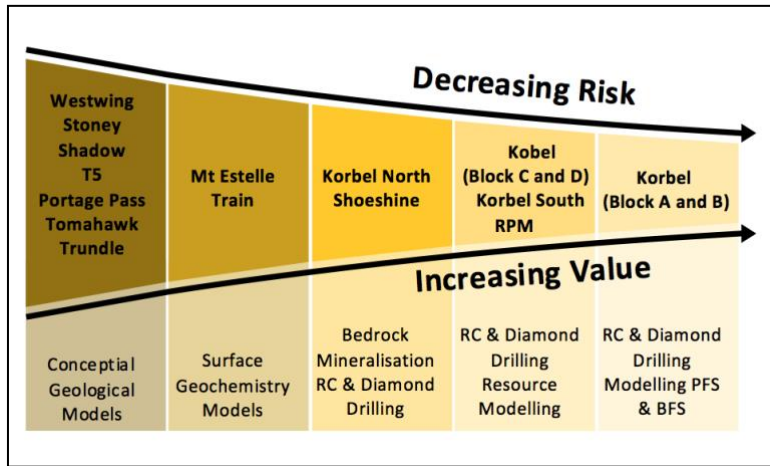 Decreasing Risk
Westwing
Stoney
Shadow
T5
Portage Pass
Tomahawk
Trundle
Mt Estelle
Train
Korbel North
Shoeshine
Kobel
(Block C and D)
Korbel South
RPM
Korbel
(Block A and B)
Increasing Value
Conceptial
Geological
Models
Surface
Geochemistry
Models
Bedrock
Mineralisation
RC & Diamond
Drilling
RC & Diamond
Drilling
Resource
Modelling
RC & Diamond
Drilling
Modelling PFS
& BFS